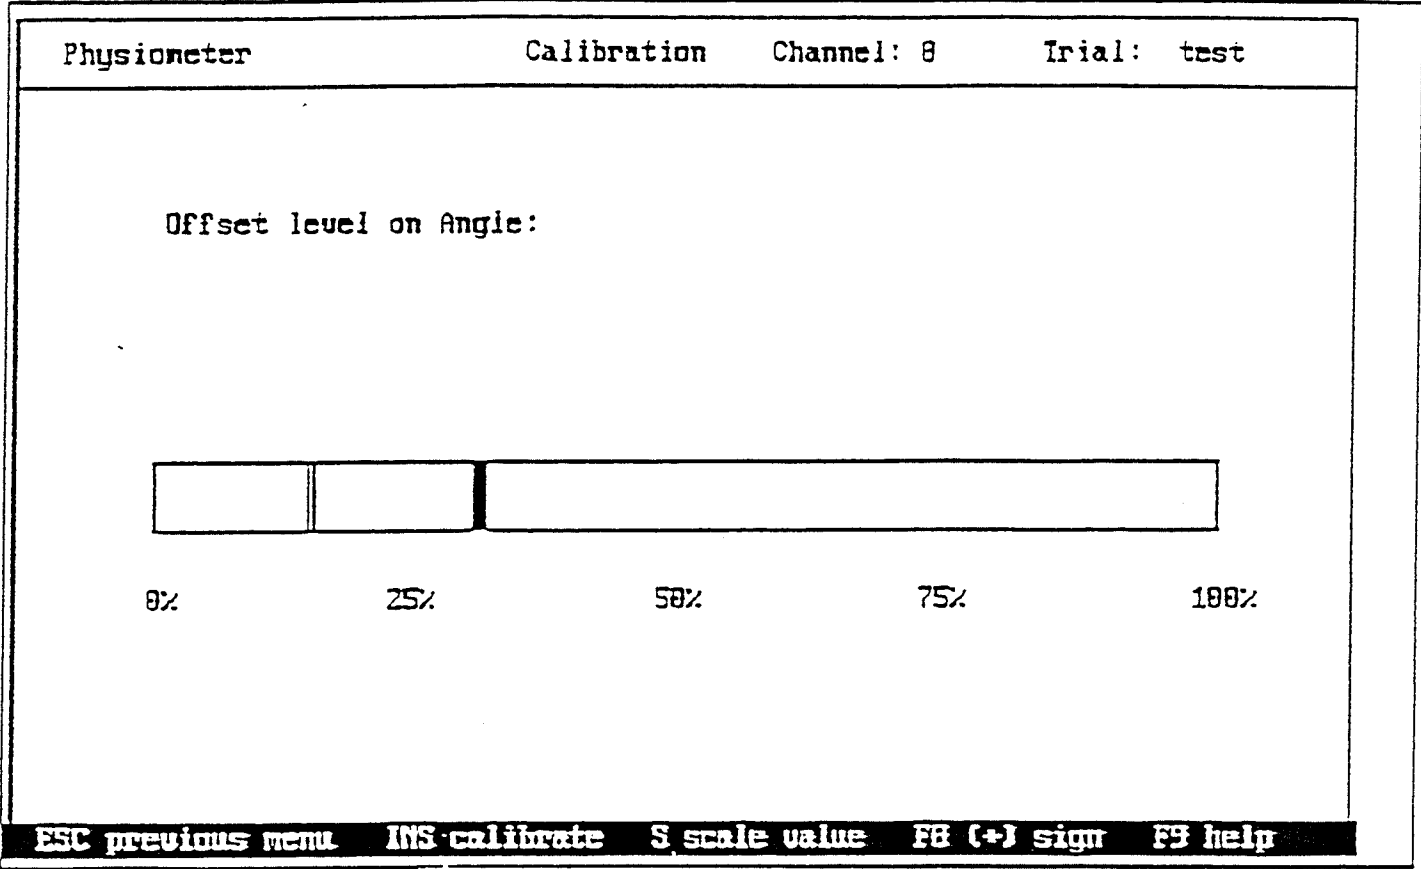 Physiometer Calibration Channel: 8 Trial: test
Offset level on Angle:
0% 25% 50% 75% 100%
ESC previous menu INS calibrate S scale value F8 (+) sign F9 help